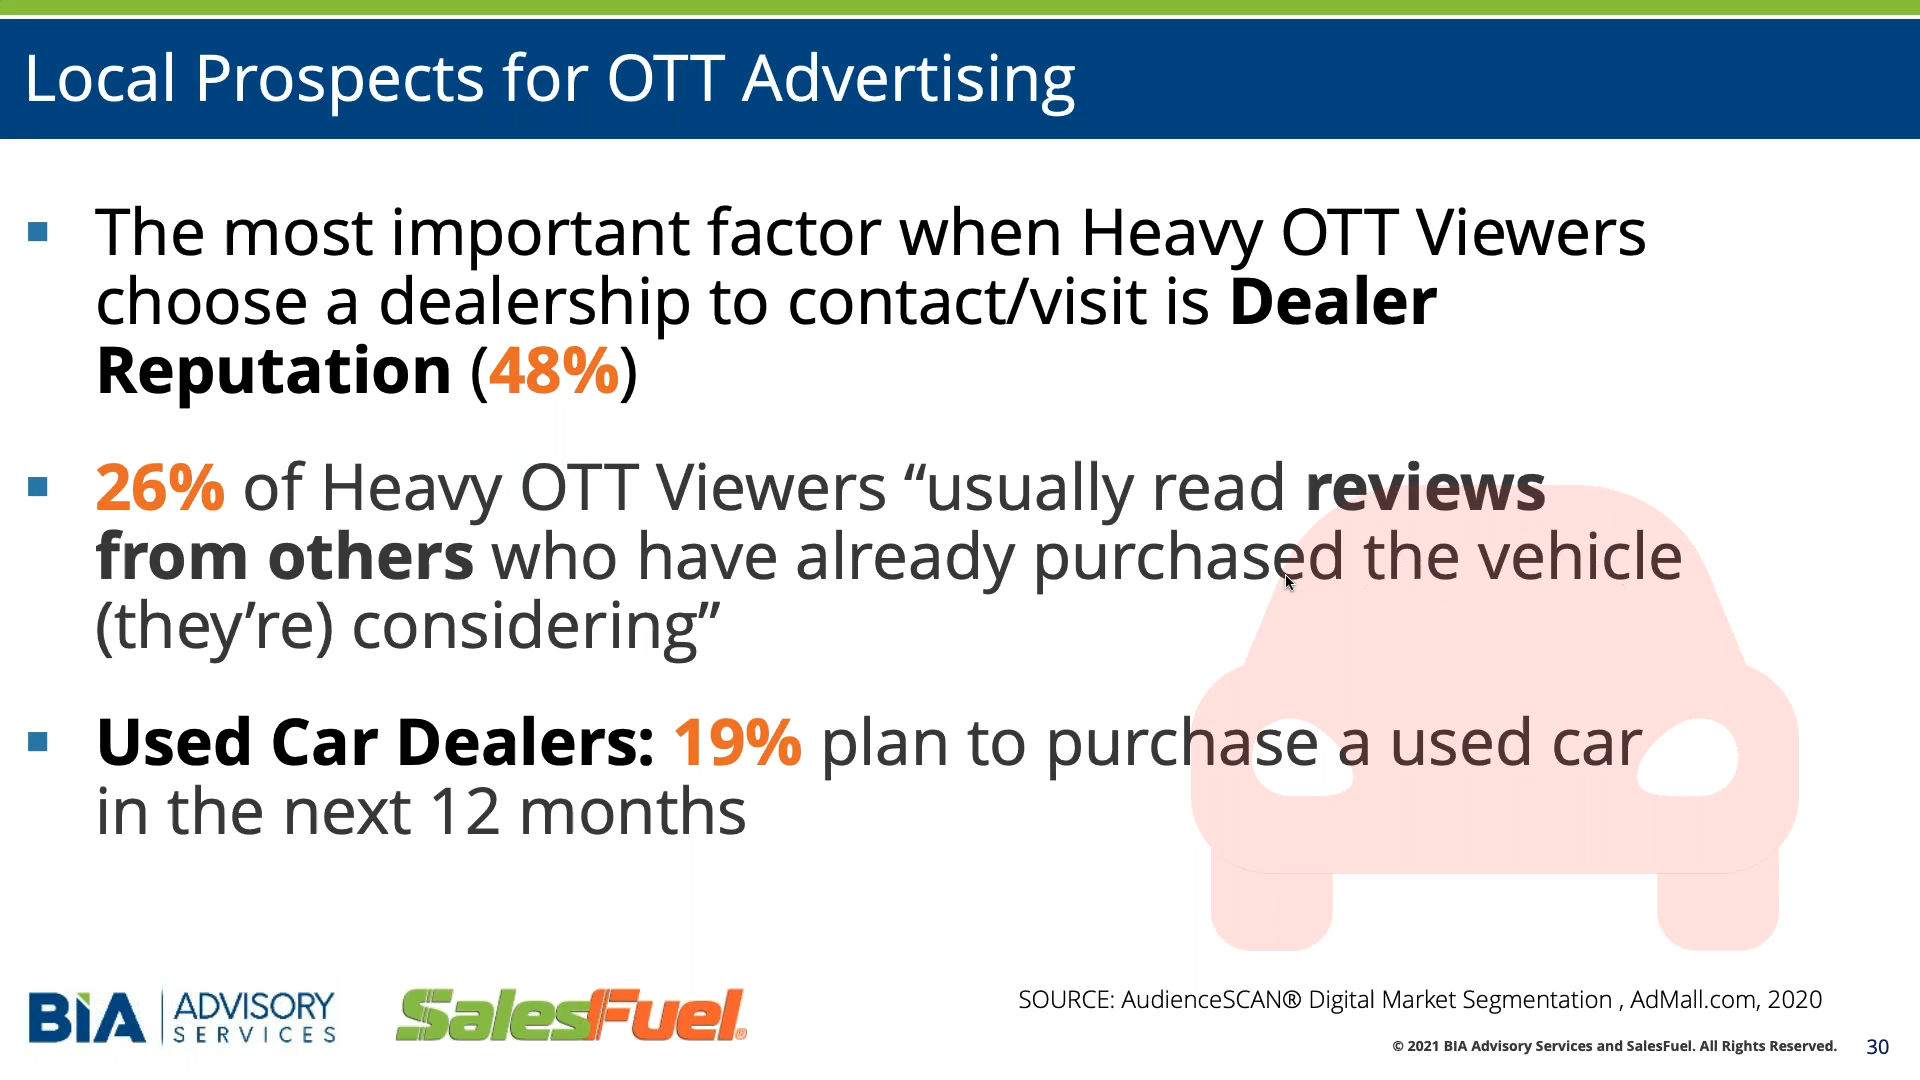 Local Prospects for OTT Advertising
The most important factor when Heavy OTT Viewers
choose a dealership to contact/visit is Dealer
Reputation (48%)
26% of Heavy OTT Viewers “usually read reviews
from others who have already purchased the vehicle
(they’re) considering”
Used Car Dealers: 19% plan to purchase a used car
in the next 12 months
BiA ADVISORY
SERVICES
SalesFuel®
SOURCE: AudienceSCAN® Digital Market Segmentation , AdMall.com, 2020
© 2021 BIA Advisory Services and SalesFuel. All Rights Reserved.
30